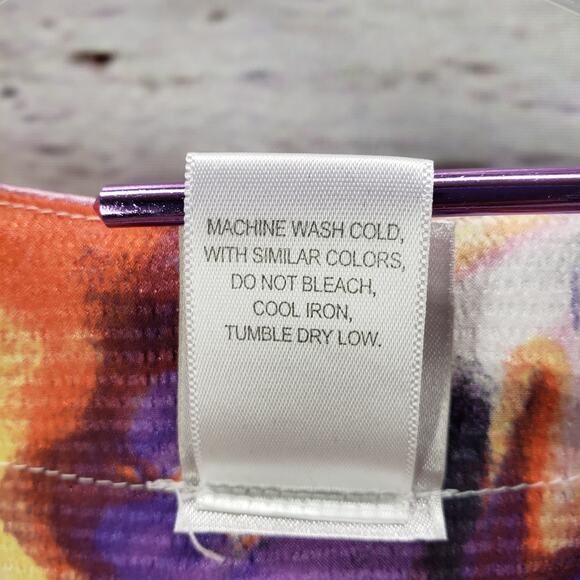 MACHINE WASH COLD,
WITH SIMILAR COLORS,
DO NOT BLEACH,
COOL IRON,
TUMBLE DRY LOW.